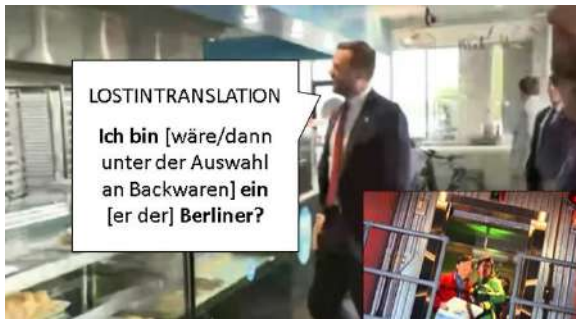 LOSTINTRANSLATION
Ich bin [wäre/dann
unter der Auswahl
an Backwaren] ein
[er der] Berliner?